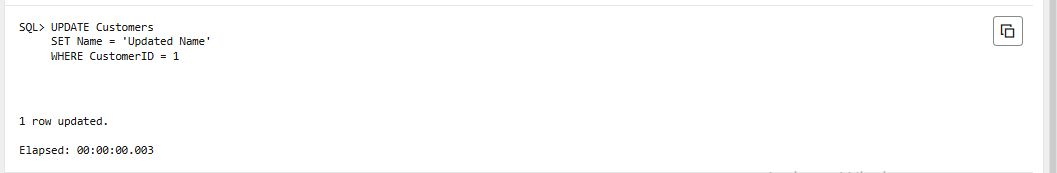 SQL> UPDATE Customers
SET Name = 'Updated Name'
WHERE CustomerID = 1
1 row updated.
Elapsed: 00:00:00.003